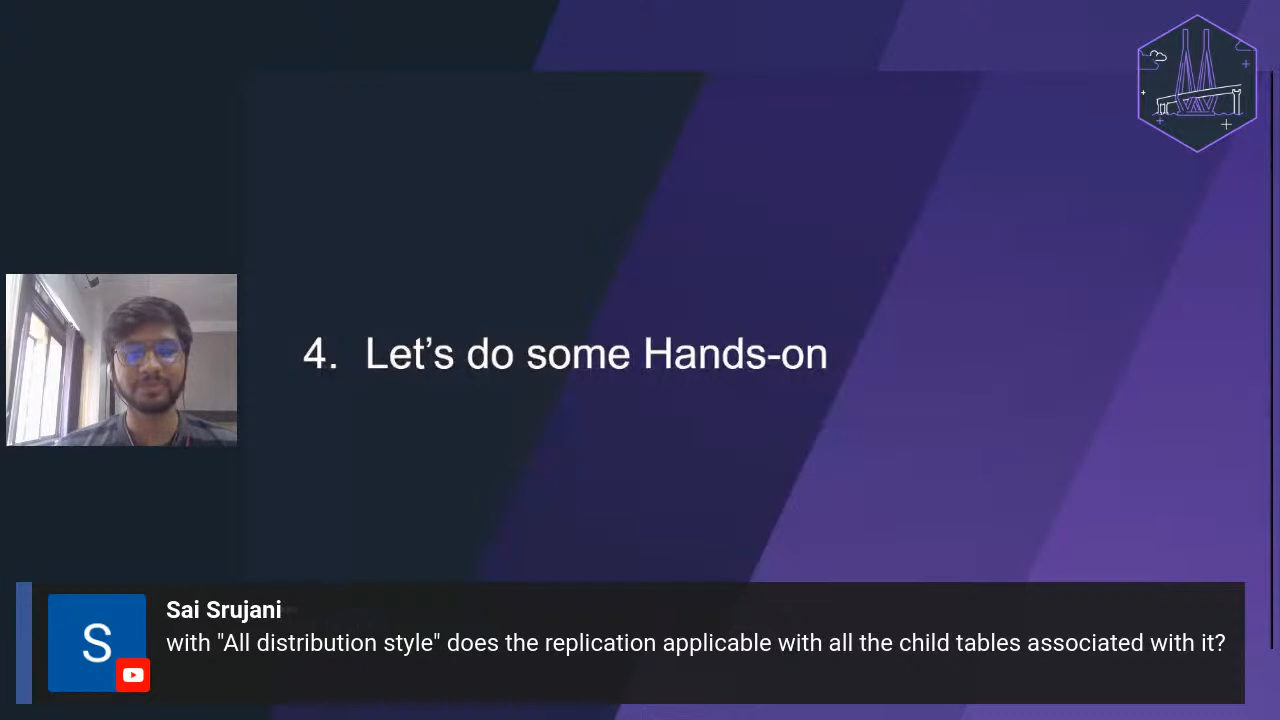 4. Let's do some Hands-on
Sai Srujani
S
with "All distribution style" does the replication applicable with all the child tables associated with it?